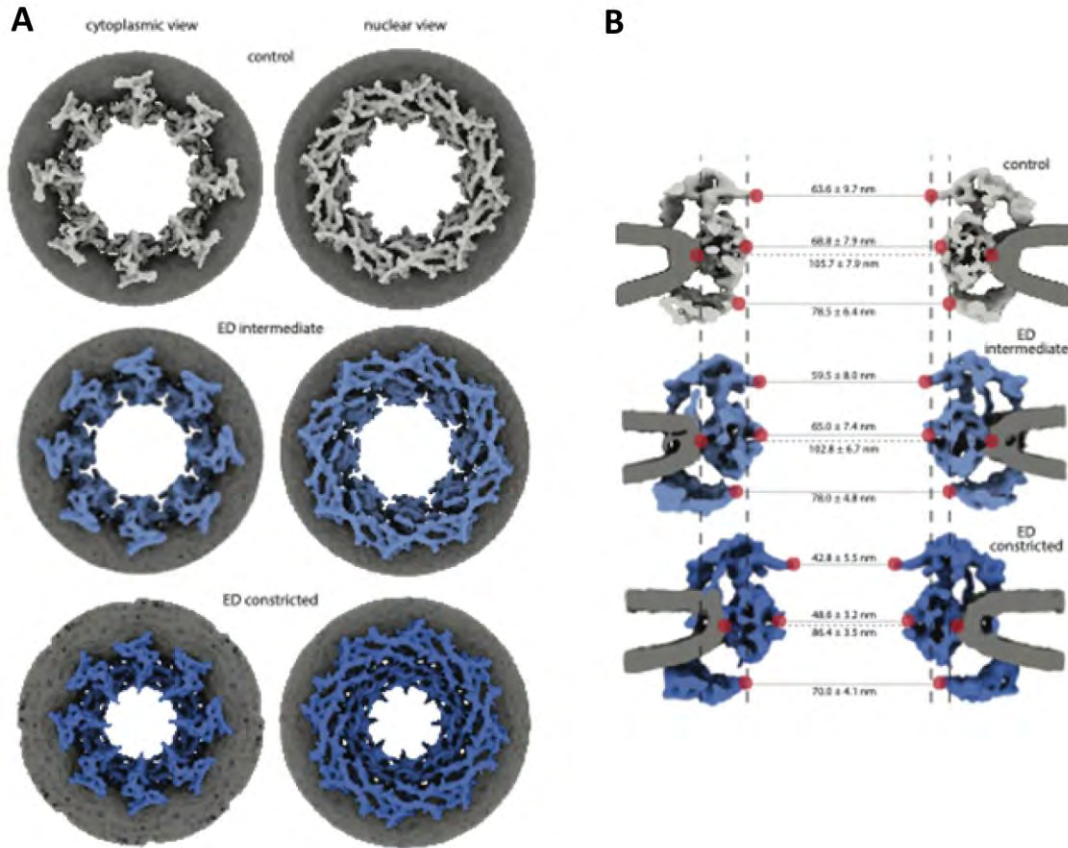 A
cytoplasmic view
nuclear view
control
ED intermediate
ED constricted
B
control
63.6 ± 9.7 nm
68.8 ± 7.9 nm
105.7 ± 7.9 nm
78.5 ± 6.4 nm
ED
intermediate
59.5 ± 8.0 nm
65.0 ± 7.4 nm
102.8 ± 6.7 nm
78.0 ± 4.8 nm
ED
constricted
42.8 ± 5.5 nm
48.6 ± 3.2 nm
86.4 ± 3.5 nm
70.0 ± 4.1 nm